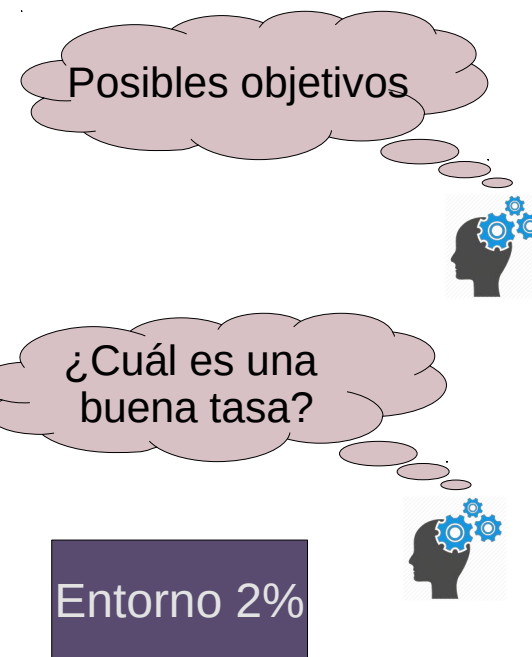 Posibles objetivos
¿Cuál es una
buena tasa?
Entorno 2%